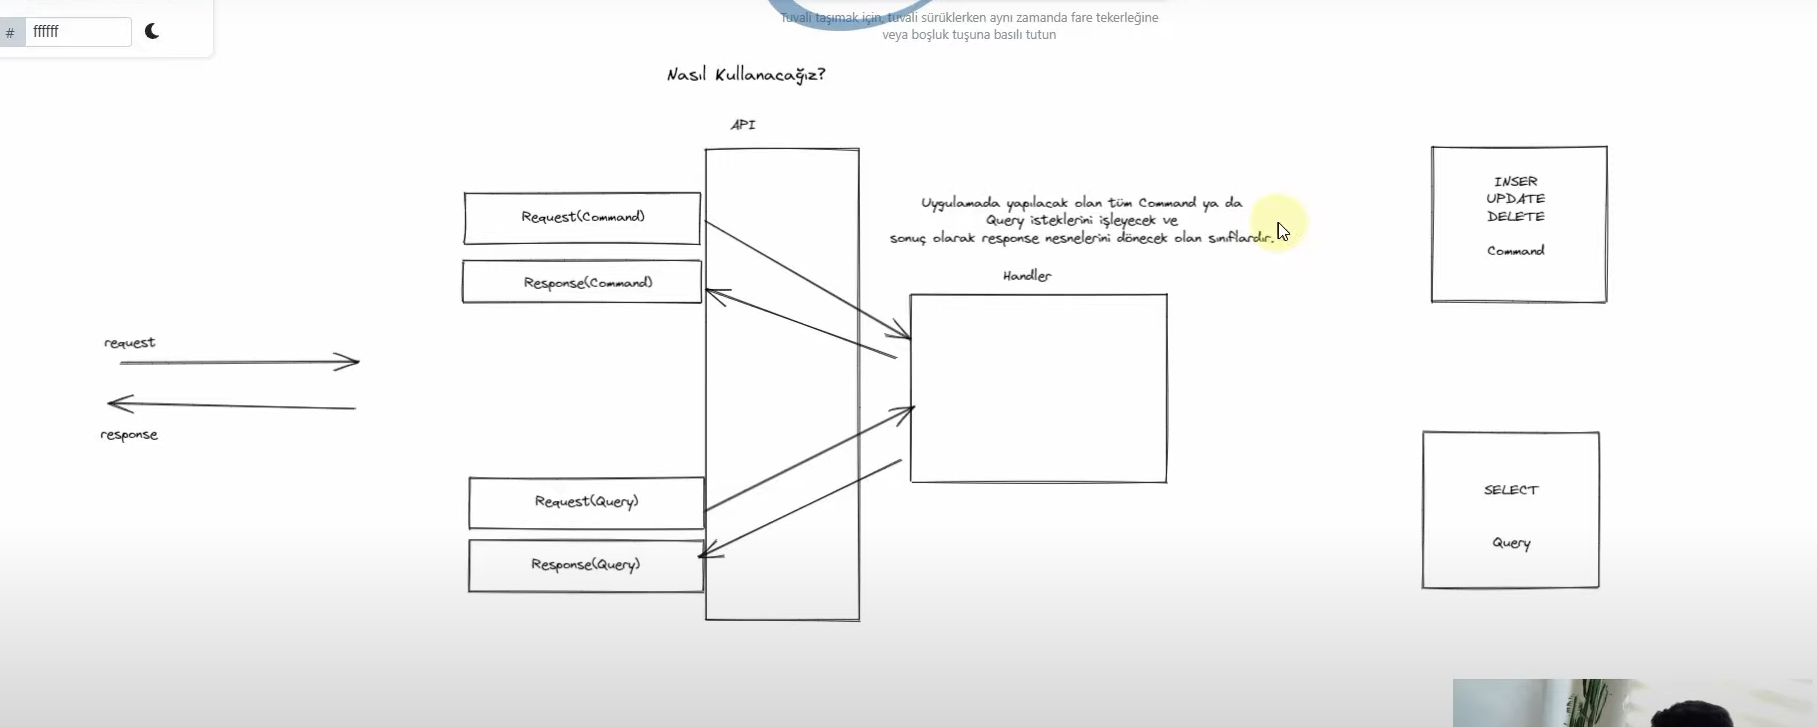 #
ffffff
Tuvali taşımak için, tuvali sürüklerken aynı zamanda fare tekerleğine
veya boşluk tuşuna basılı tutun
Nasıl Kullanacağız?
API
Request(Command)
Response(Command)
request
response
Request(Query)
Response(Query)
Uygulamada yapılacak olan tüm Command ya da
Query isteklerini işleyecek ve
sonuç olarak response nesnelerini dönecek olan sınıflardır.
Handler
INSER
UPDATE
DELETE
Command
SELECT
Query